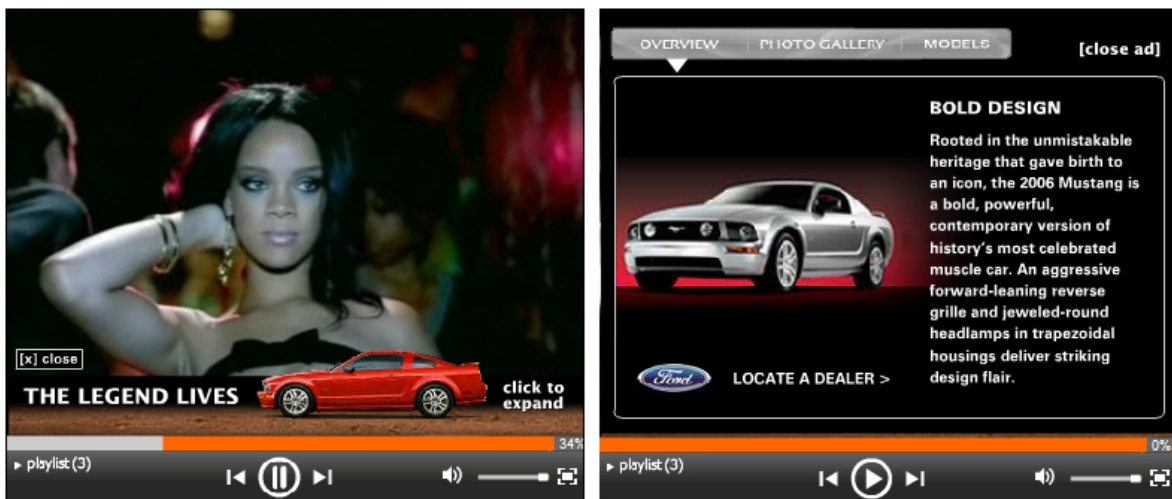 [x] close
THE LEGEND LIVES
click to
expand
34%
playlist (3)
OVERVIEW
PHOTO GALLERY
MODELS
[close ad]
BOLD DESIGN
Rooted in the unmistakable
heritage that gave birth to
an icon, the 2006 Mustang is
a bold, powerful,
contemporary version of
history's most celebrated
muscle car. An aggressive
forward-leaning reverse
grille and jeweled-round
headlamps in trapezoidal
housings deliver striking
design flair.
Ford
LOCATE A DEALER >
0%
playlist (3)